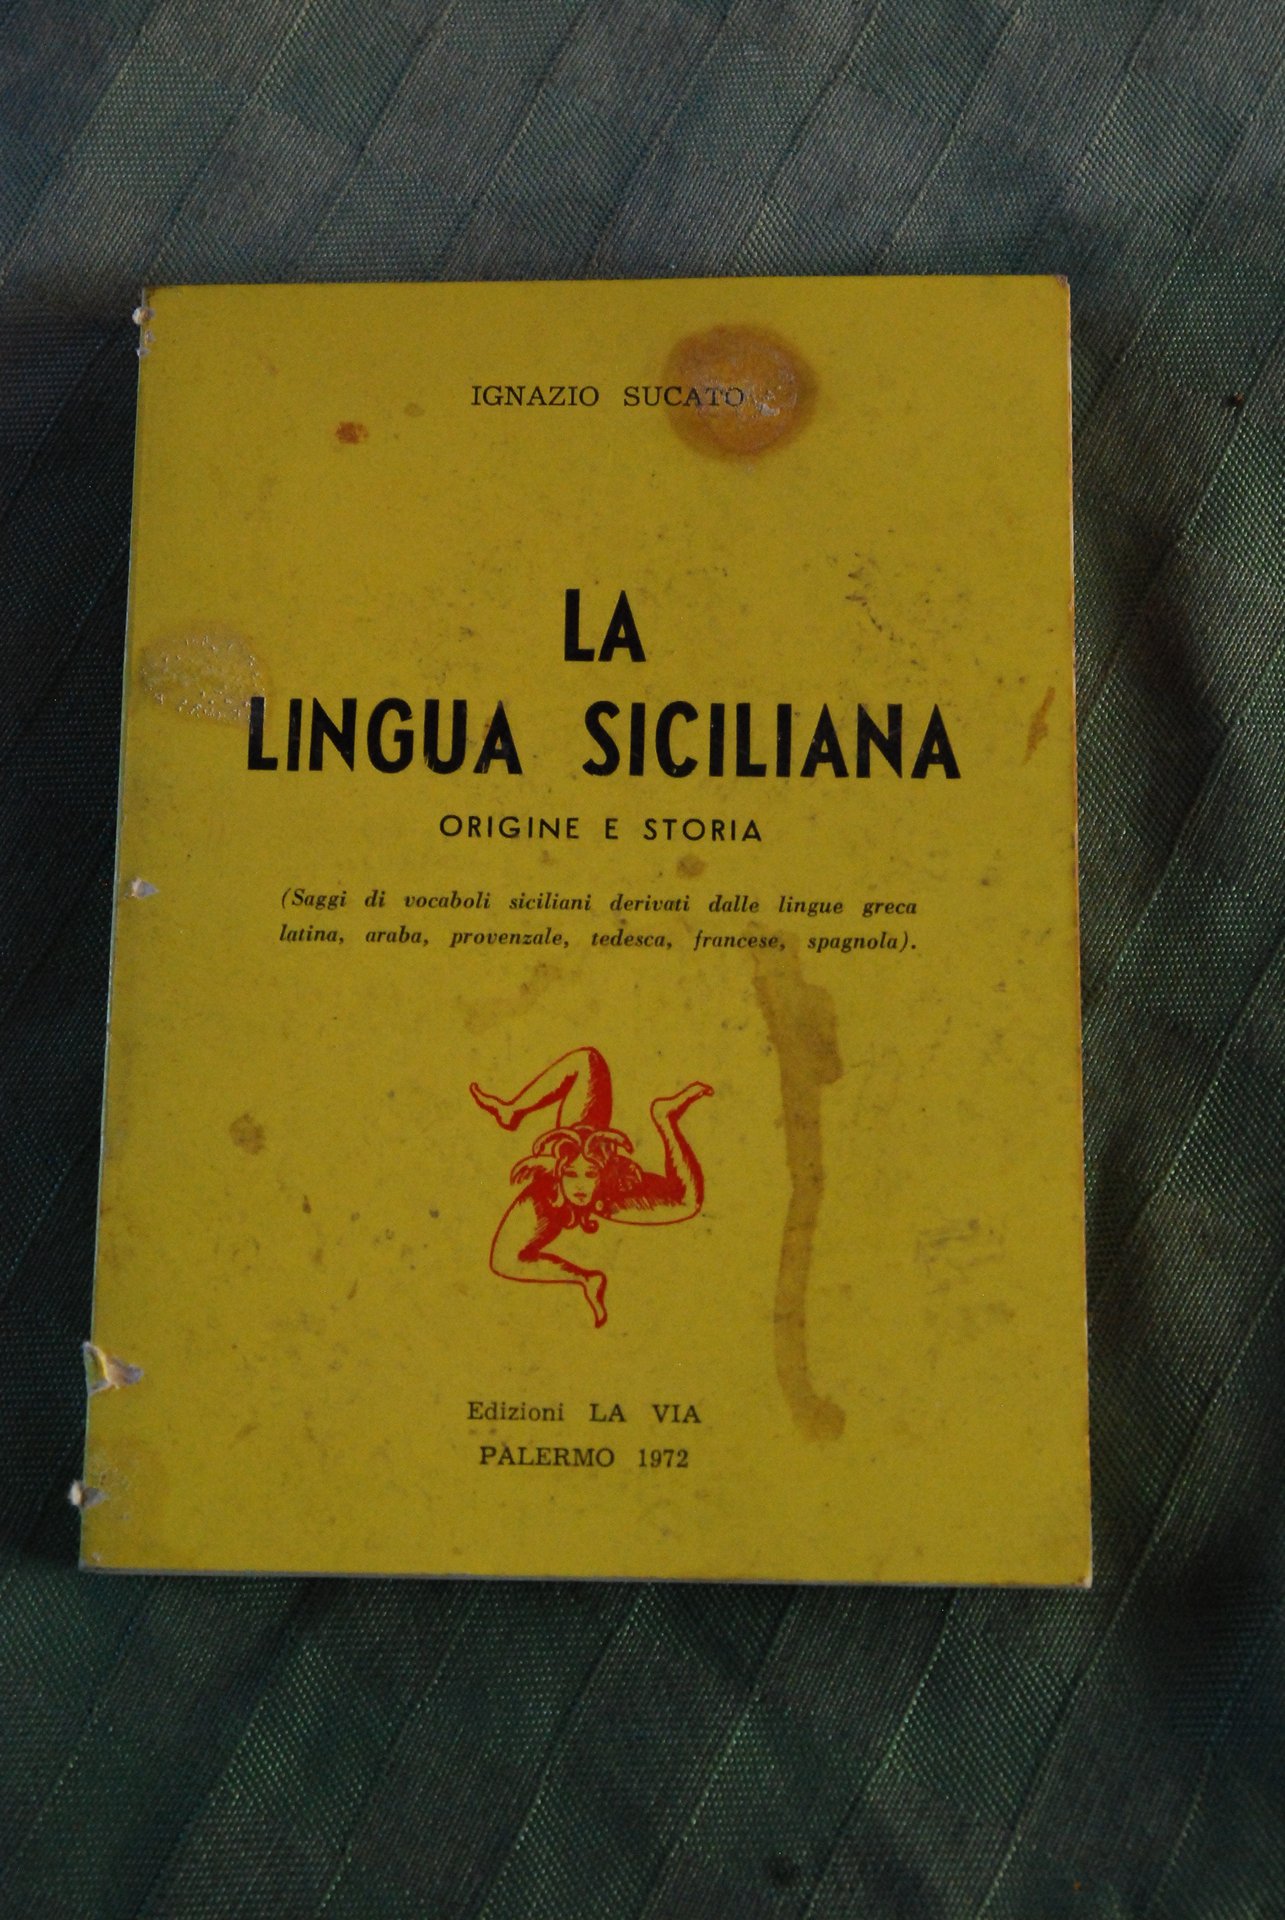 IGNAZIO SUCATO
LA
LINGUA SICILIANA
ORIGINE E STORIA
(Saggi di vocaboli siciliani derivati dalle lingue greca
latina, araba, provenzale, tedesca, francese, spagnola).
Edizioni LA VIA
PALERMO 1972